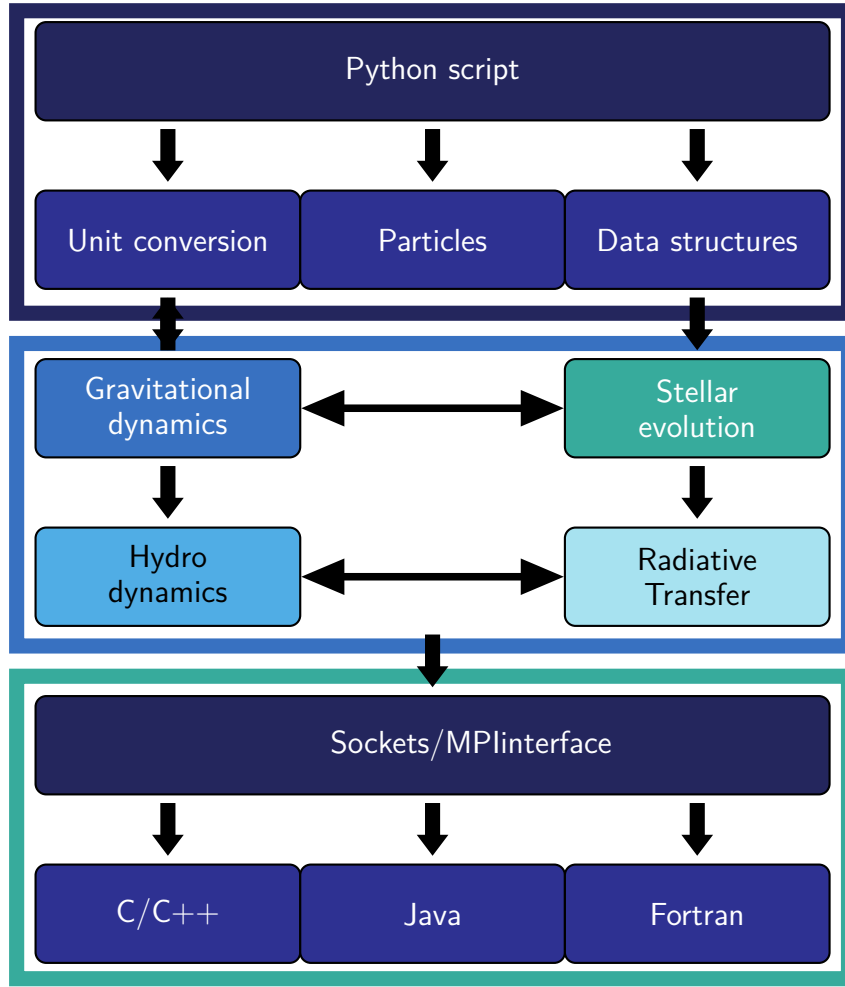 Python script
Unit conversion
Particles
Data structures
Gravitational
dynamics
Stellar
evolution
Hydro
dynamics
Radiative
Transfer
Sockets/MPIinterface
C/C++
Java
Fortran